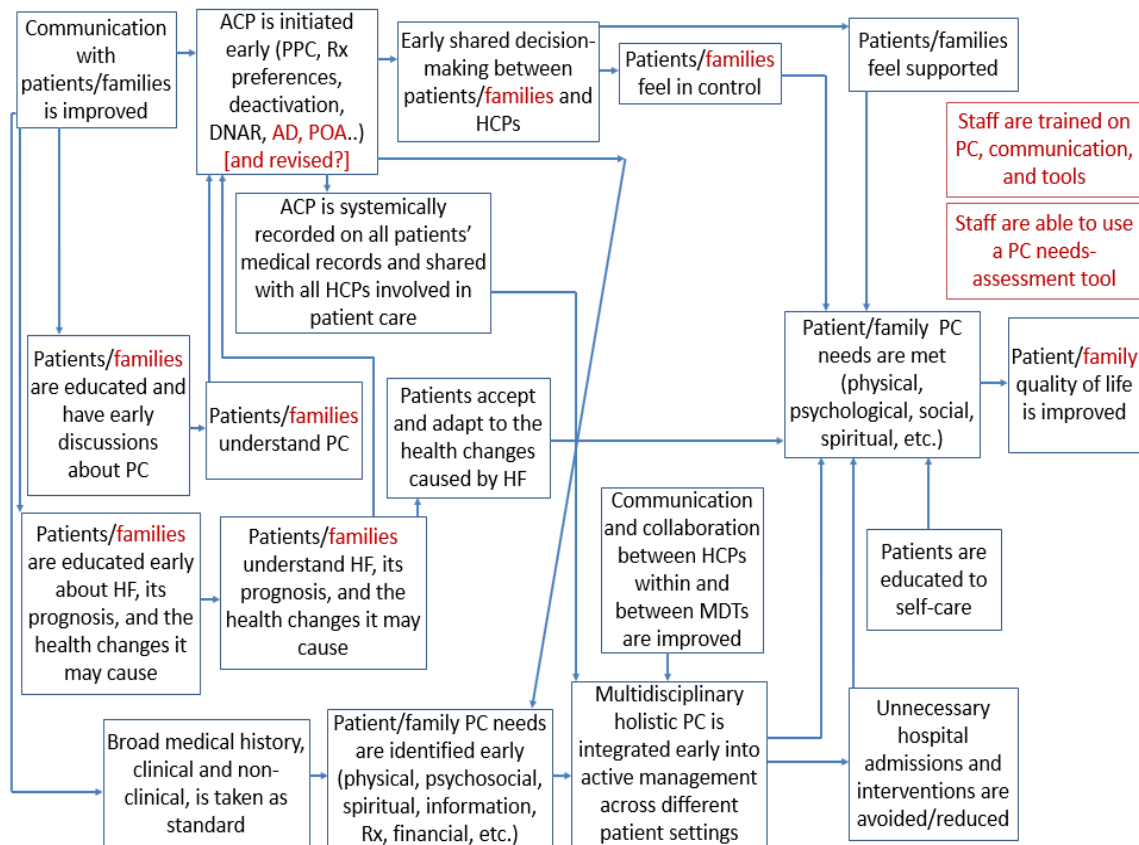 Communication
with
patients/families
is improved
ACP is initiated
early (PPC, Rx
preferences,
deactivation,
DNAR, AD, POA..)
[and revised?]
Early shared decision-
making between
patients/families and
HCPs
Patients/families
feel in control
Patients/families
feel supported
Staff are trained on
PC, communication,
and tools
Staff are able to use
a PC needs-
assessment tool
ACP is systemically
recorded on all patients’
medical records and shared
with all HCPs involved in
patient care
Patients/families
are educated and
have early
discussions
about PC
Patients/families
understand PC
Patients accept
and adapt to the
health changes
caused by HF
Patient/family PC
needs are met
(physical,
psychological, social,
spiritual, etc.)
Patient/family
quality of life
is improved
Patients/families
are educated early
about HF, its
prognosis, and the
health changes it
may cause
Patients/families
understand HF, its
prognosis, and the
health changes it may
cause
Communication
and collaboration
between HCPs
within and
between MDTs
are improved
Patients are
educated to
self-care
Broad medical history,
clinical and non-
clinical, is taken as
standard
Patient/family PC needs
are identified early
(physical, psychosocial,
spiritual, information,
Rx, financial, etc.)
Multidisciplinary
holistic PC is
integrated early into
active management
across different
patient settings
Unnecessary
hospital
admissions and
interventions are
avoided/reduced